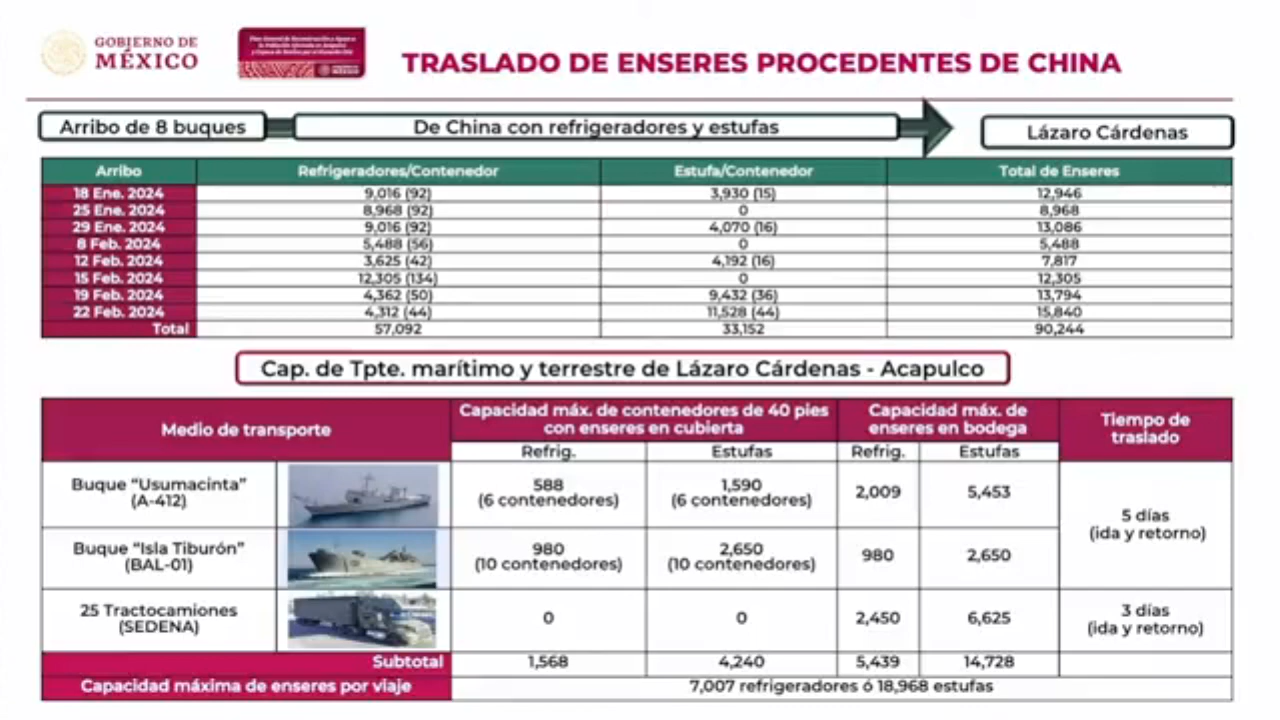 GOBIERNO DE
MÉXICO
TRASLADO DE ENSERES PROCEDENTES DE CHINA
Arribo de 8 buques
De China con refrigeradores y estufas
Lázaro Cárdenas
Arribo Refrigeradores/Contenedor Estufa/Contenedor Total de Enseres
18 Ene. 2024 9,016 (92) 3,930 (15) 12,946
25 Ene. 2024 8,968 (92) 0 8,968
29 Ene. 2024 9,016 (92) 4,070 (16) 13,086
8 Feb. 2024 5,488 (56) 0 5,488
12 Feb. 2024 3,625 (42) 4,192 (16) 7,817
15 Feb. 2024 12,305 (134) 0 12,305
19 Feb. 2024 4,362 (50) 9,432 (36) 13,794
22 Feb. 2024 4,312 (44) 11,528 (44) 15,840
Total 57,092 33,152 90,244
Cap. de Tpte. marítimo y terrestre de Lázaro Cárdenas - Acapulco
Medio de transporte
Capacidad máx. de contenedores de 40 pies
con enseres en cubierta
Capacidad máx. de
enseres en bodega
Tiempo de
traslado
Refrig. Estufas Refrig. Estufas
Buque “Usumacinta”
(A-412)
588
(6 contenedores)
1,590
(6 contenedores)
2,009 5,453
5 días
(ida y retorno)
Buque “Isla Tiburón”
(BAL-01)
980
(10 contenedores)
2,650
(10 contenedores)
980 2,650
25 Tractocamiones
(SEDENA)
0 0 2,450 6,625
3 días
(ida y retorno)
Subtotal 1,568 4,240 5,439 14,728
Capacidad máxima de enseres por viaje 7,007 refrigeradores ó 18,968 estufas